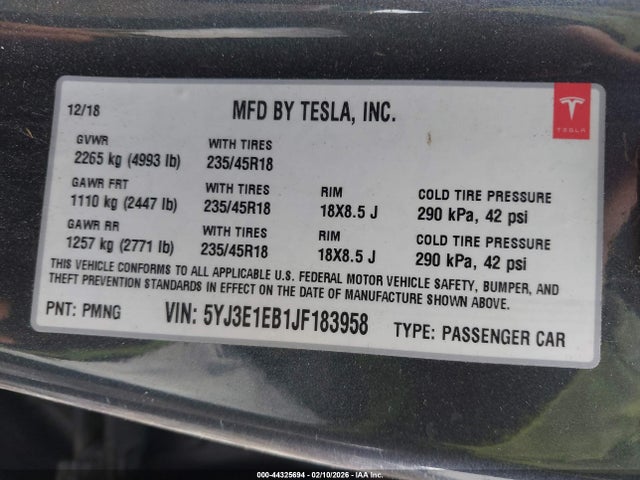 12/18 MFD BY TESLA, INC.
TESLA
GVWR WITH TIRES
2265 kg (4993 lb) 235/45R18
GAWR FRT WITH TIRES RIM COLD TIRE PRESSURE
1110 kg (2447 lb) 235/45R18 18X8.5 J 290 kPa, 42 psi
GAWR RR WITH TIRES RIM COLD TIRE PRESSURE
1257 kg (2771 lb) 235/45R18 18X8.5 J 290 kPa, 42 psi
THIS VEHICLE CONFORMS TO ALL APPLICABLE U.S. FEDERAL MOTOR VEHICLE SAFETY, BUMPER, AND
THEFT PREVENTION STANDARDS IN EFFECT ON THE DATE OF MANUFACTURE SHOWN ABOVE.
PNT: PMNG VIN: 5YJ3E1EB1JF183958 TYPE: PASSENGER CAR
000-44325694 - 02/10/2026 - IAA Inc.